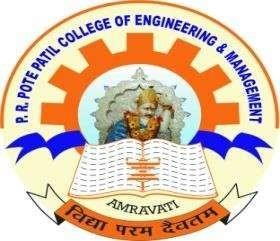 P. R. POTE PATIL COLLEGE OF ENGINEERING & MANAGEMENT
AMRAVATI
विद्या परम दैवतम